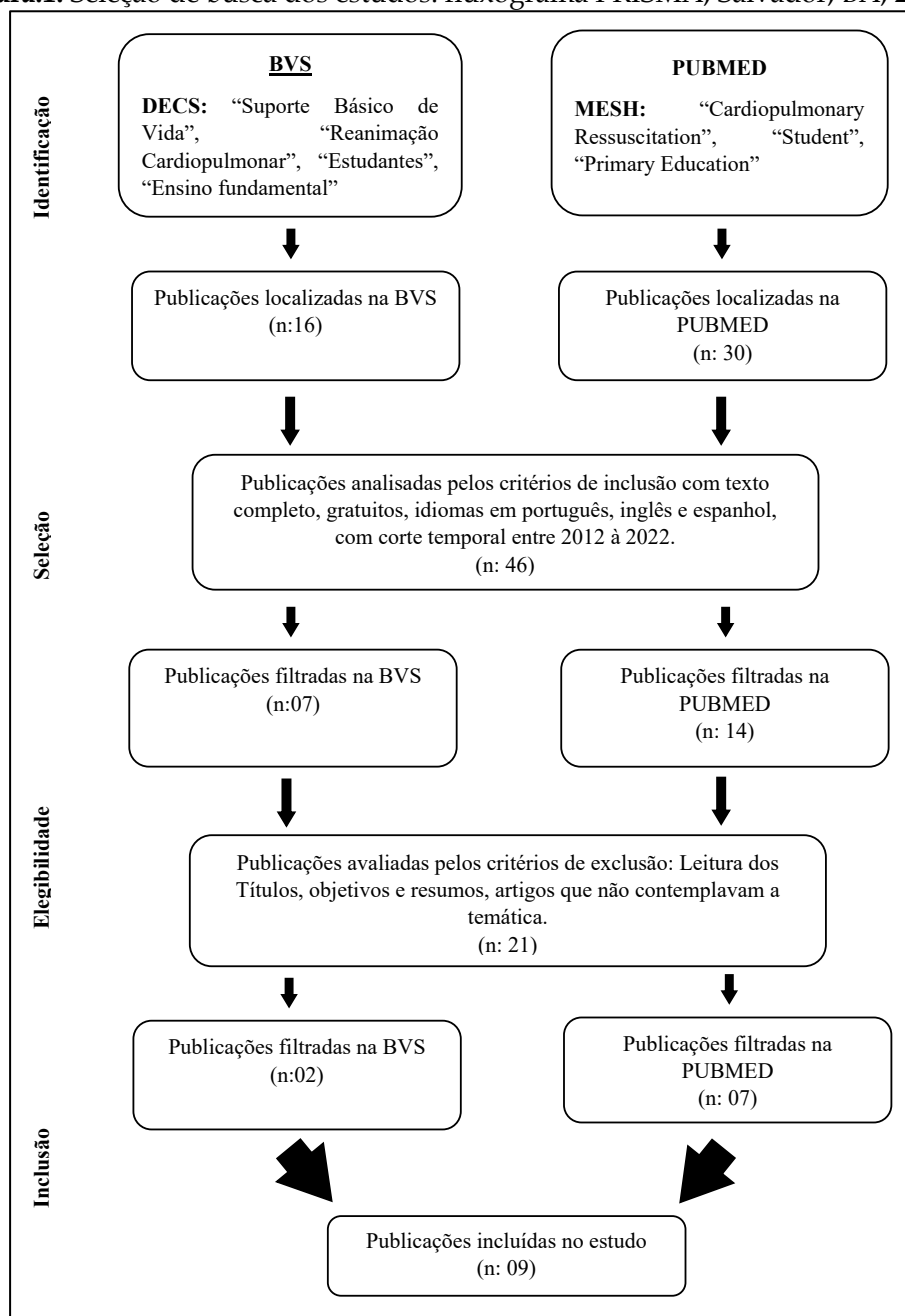 Seleção de busca dos estudos. fluxograma PRISMA, Salvador, BA,
Identificação
BVS
DECS: “Suporte Básico de
Vida”, “Reanimação
Cardiopulmonar”, “Estudantes”,
“Ensino fundamental”
PUBMED
MESH: “Cardiopulmonary
Ressuscitation”, “Student”,
“Primary Education”
Publicações localizadas na BVS
(n:16)
Publicações localizadas na
PUBMED
(n: 30)
Seleção
Publicações analisadas pelos critérios de inclusão com texto
completo, gratuitos, idiomas em português, inglês e espanhol,
com corte temporal entre 2012 à 2022.
(n: 46)
Publicações filtradas na BVS
(n:07)
Publicações filtradas na
PUBMED
(n: 14)
Elegibilidade
Publicações avaliadas pelos critérios de exclusão: Leitura dos
Títulos, objetivos e resumos, artigos que não contemplavam a
temática.
(n: 21)
Publicações filtradas na BVS
(n:02)
Publicações filtradas na
PUBMED
(n: 07)
Inclusão
Publicações incluídas no estudo
(n: 09)